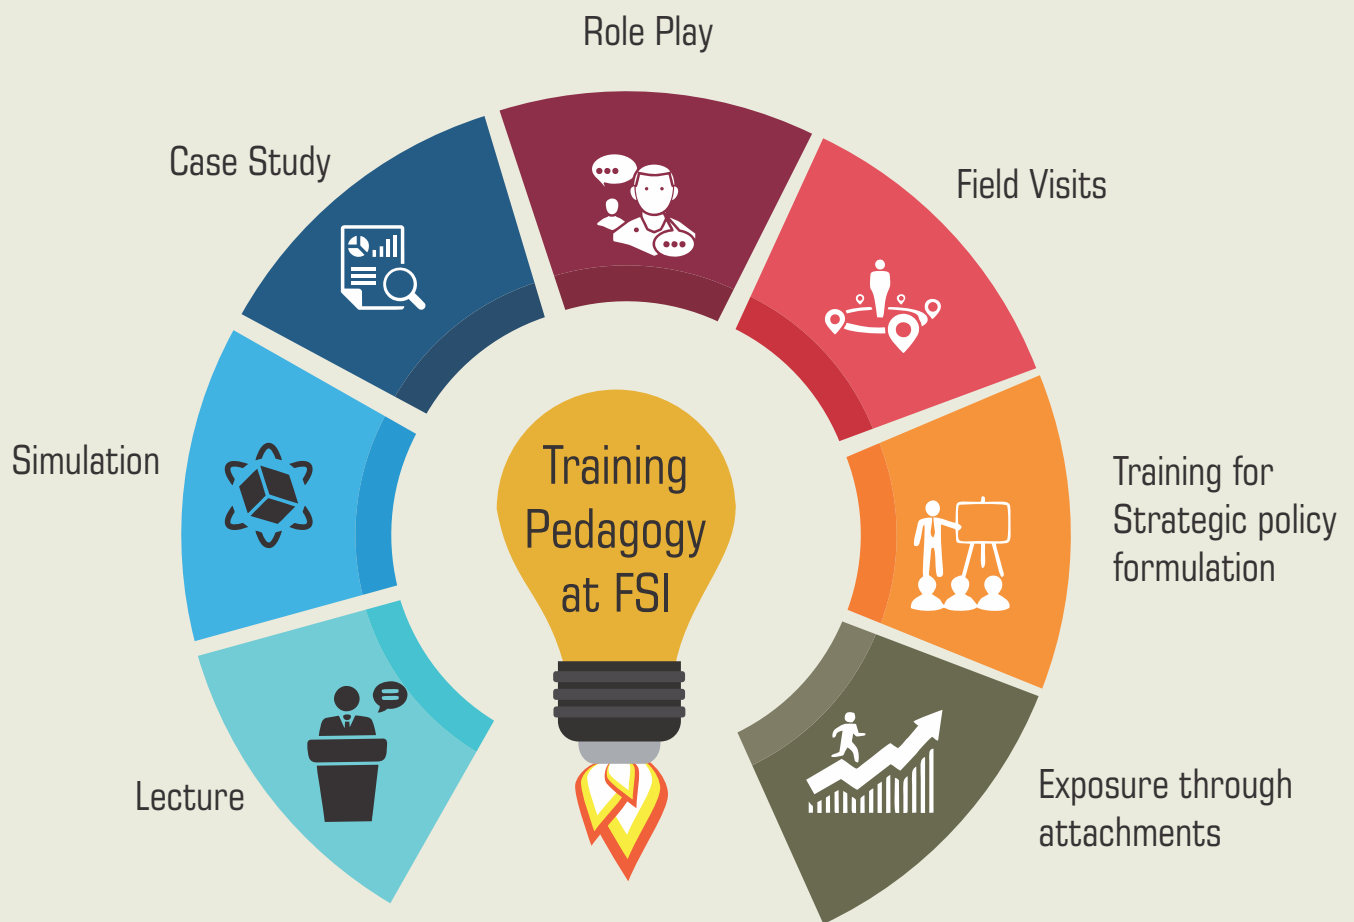 Role Play
Case Study
Field Visits
Simulation
Training
Pedagogy
at FSI
Training for
Strategic policy
formulation
Lecture
Exposure through
attachments